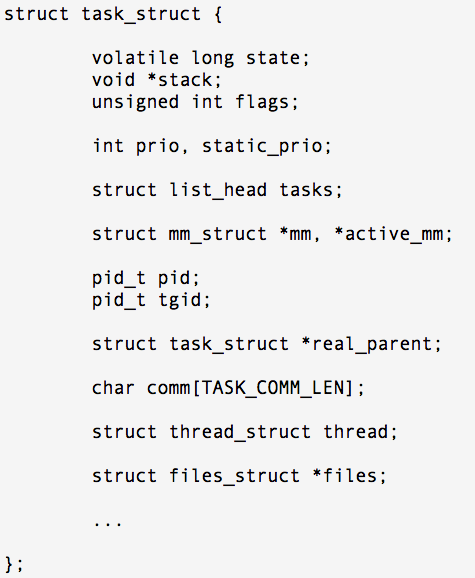 struct task_struct {
volatile long state;
void *stack;
unsigned int flags;
int prio, static_prio;
struct list_head tasks;
struct mm_struct *mm, *active_mm;
pid_t pid;
pid_t tgid;
struct task_struct *real_parent;
char comm[TASK_COMM_LEN];
struct thread_struct thread;
struct files_struct *files;
...
};